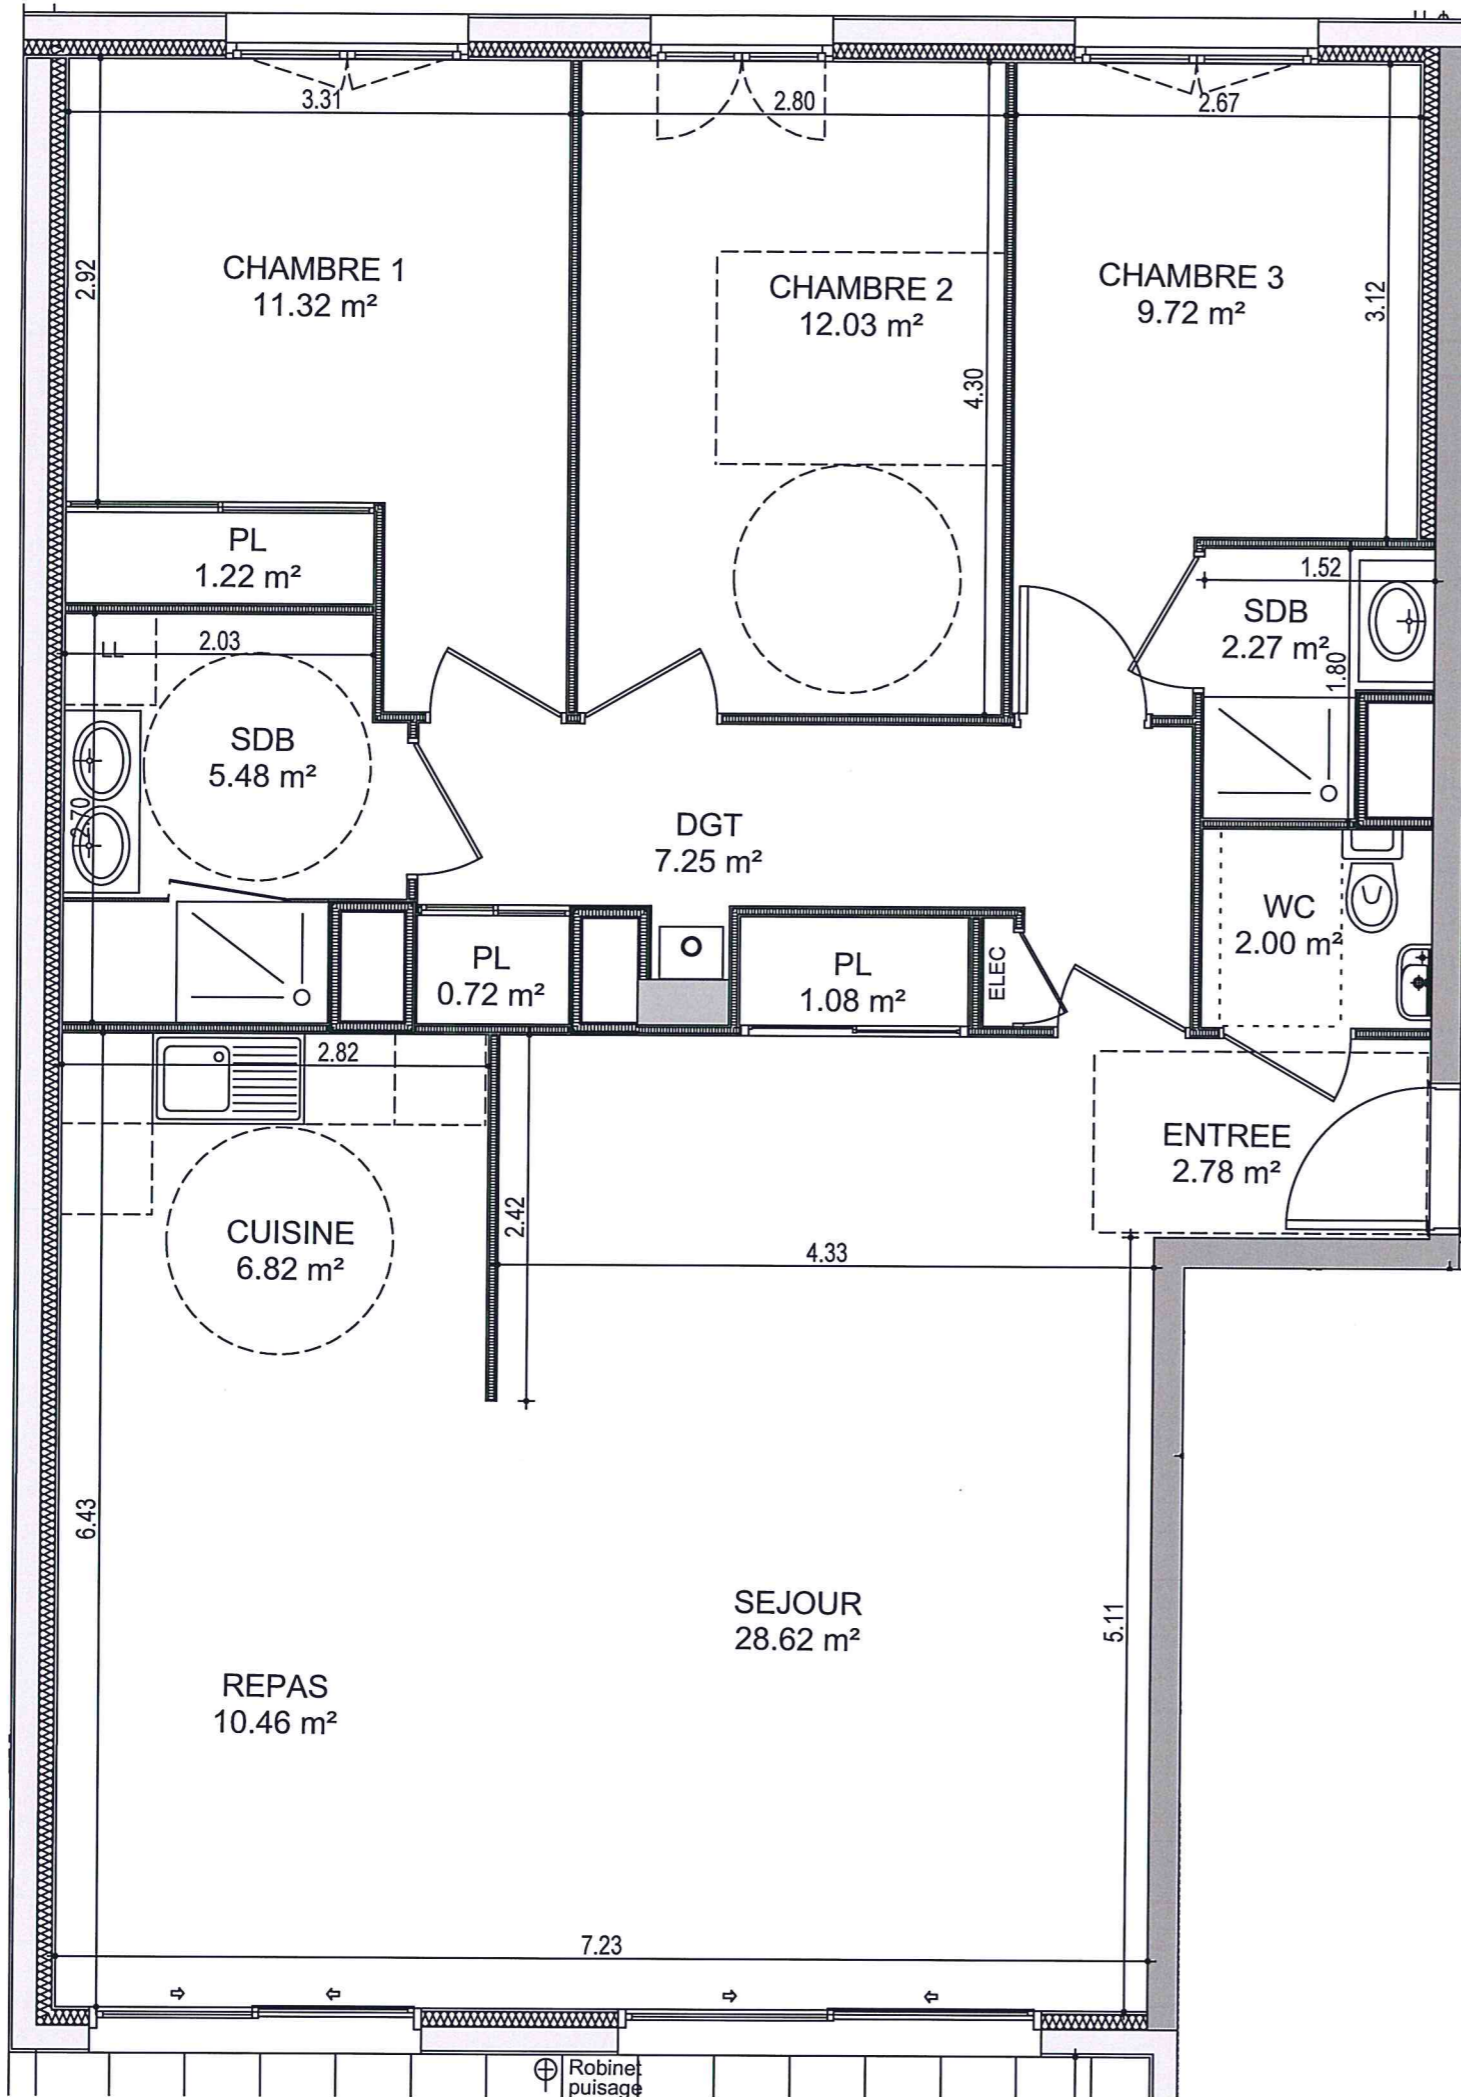 3.31
2.80
2.67
2.92
CHAMBRE 1
11.32 m²
CHAMBRE 2
12.03 m²
4.30
CHAMBRE 3
9.72 m²
3.12
PL
1.22 m²
1.52
SDB
2.27 m²
1.80
LL
2.03
SDB
5.48 m²
2.70
DGT
7.25 m²
WC
2.00 m²
PL
0.72 m²
PL
1.08 m²
ELEC
2.82
ENTREE
2.78 m²
CUISINE
6.82 m²
2.42
4.33
6.43
SEJOUR
28.62 m²
5.11
REPAS
10.46 m²
7.23
Robinet
puisage